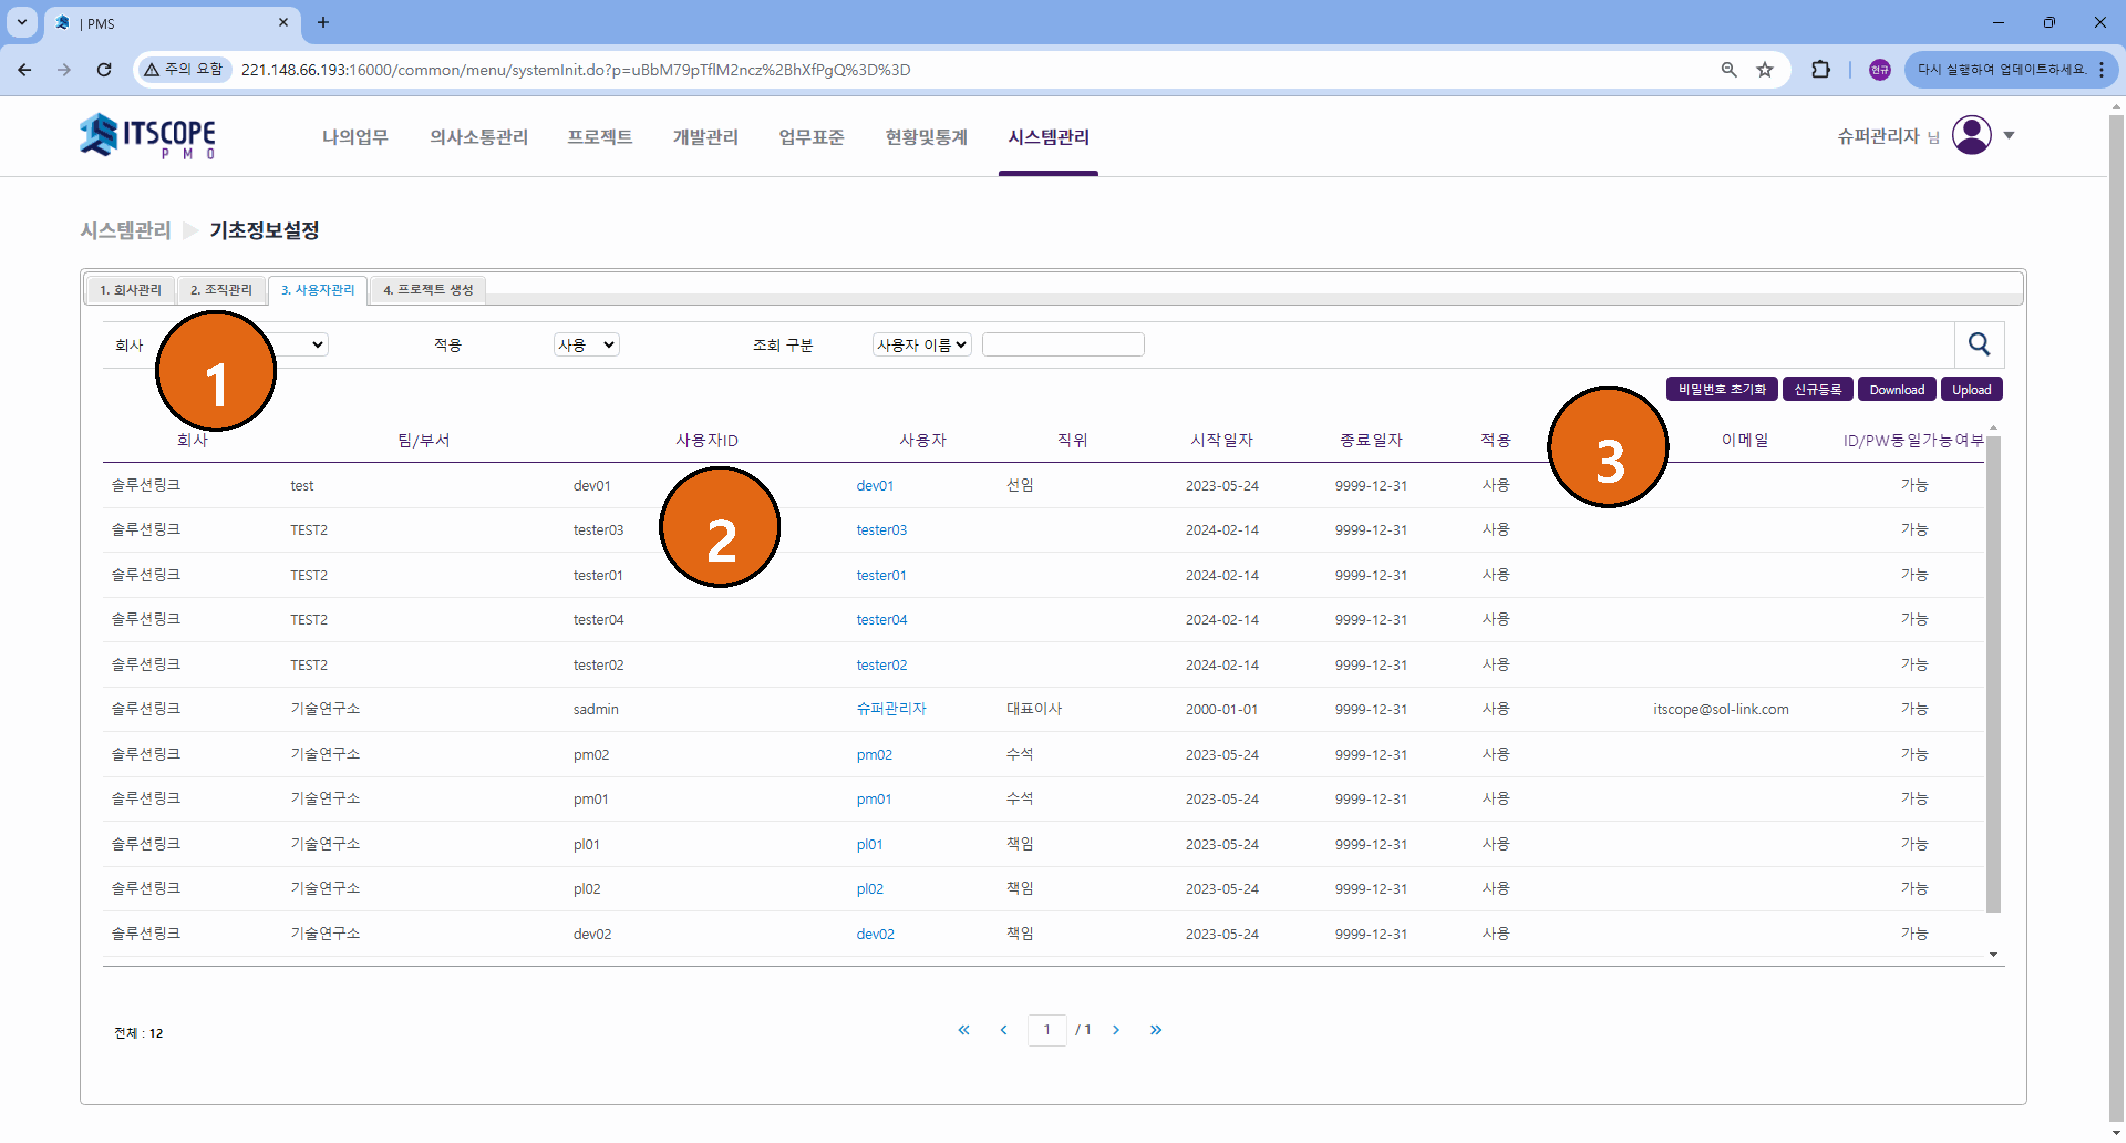 | PMS
주의 요함 221.148.66.193:16000/common/menu/systemInit.do?p=uBbM79pTflM2ncz%2BhXfPgQ%3D%3D 현규 다시 실행하여 업데이트하세요.
ITSCOPE PMO 나의업무 의사소통관리 프로젝트 개발관리 업무표준 현황및통계 시스템관리 슈퍼관리자 님
시스템관리 기초정보설정
1. 회사관리 2. 조직관리 3. 사용자관리 4. 프로젝트 생성
회사 적용 사용 조회 구분 사용자 이름
1
비밀번호 초기화 신규등록 Download Upload
회사 팀/부서 사용자ID 사용자 직위 시작일자 종료일자 적용 이메일 ID/PW동일가능여부
3
솔루션링크 test dev01 dev01 선임 2023-05-24 9999-12-31 사용 가능
솔루션링크 TEST2 tester03 tester03 2024-02-14 9999-12-31 사용 가능
2
솔루션링크 TEST2 tester01 tester01 2024-02-14 9999-12-31 사용 가능
솔루션링크 TEST2 tester04 tester04 2024-02-14 9999-12-31 사용 가능
솔루션링크 TEST2 tester02 tester02 2024-02-14 9999-12-31 사용 가능
솔루션링크 기술연구소 sadmin 슈퍼관리자 대표이사 2000-01-01 9999-12-31 사용 itscope@sol-link.com 가능
솔루션링크 기술연구소 pm02 pm02 수석 2023-05-24 9999-12-31 사용 가능
솔루션링크 기술연구소 pm01 pm01 수석 2023-05-24 9999-12-31 사용 가능
솔루션링크 기술연구소 pl01 pl01 책임 2023-05-24 9999-12-31 사용 가능
솔루션링크 기술연구소 pl02 pl02 책임 2023-05-24 9999-12-31 사용 가능
솔루션링크 기술연구소 dev02 dev02 책임 2023-05-24 9999-12-31 사용 가능
전체 : 12 « ‹ 1 / 1 › »